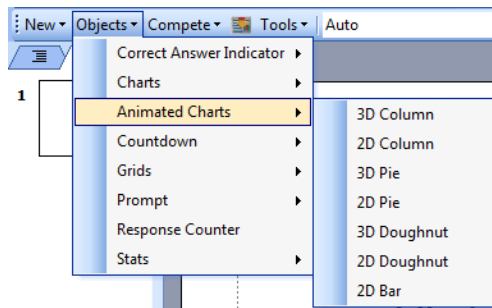 New Objects Compete Tools Auto
Correct Answer Indicator
Charts
1
Animated Charts
3D Column
Countdown
2D Column
Grids
3D Pie
Prompt
2D Pie
Response Counter
3D Doughnut
Stats
2D Doughnut
2D Bar